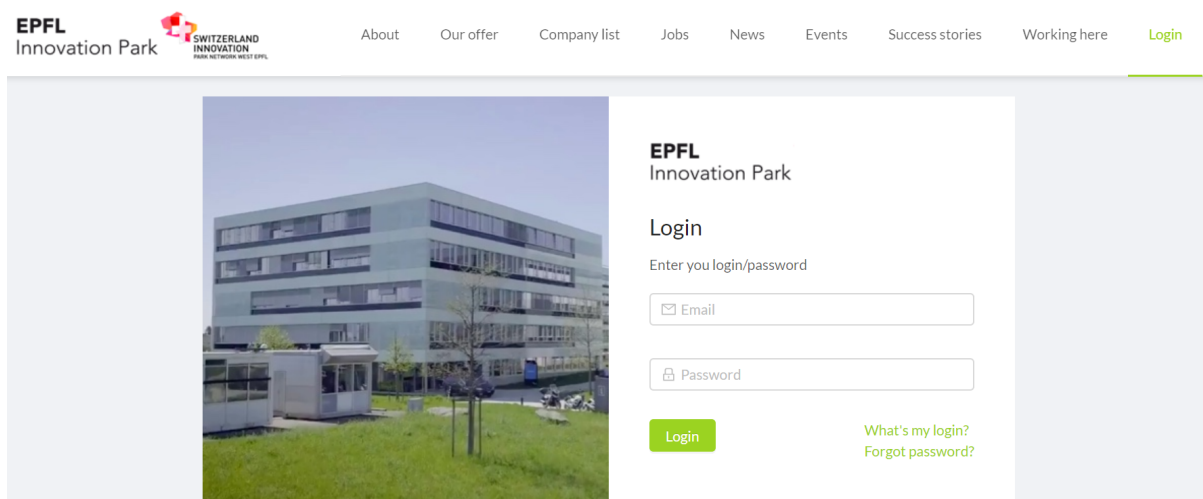 EPFL
Innovation Park
SWITZERLAND
INNOVATION
PARK NETWORK WEST EPFL
About Our offer Company list Jobs News Events Success stories Working here Login
EPFL
Innovation Park
Login
Enter you login/password
Email
Password
Login
What's my login?
Forgot password?